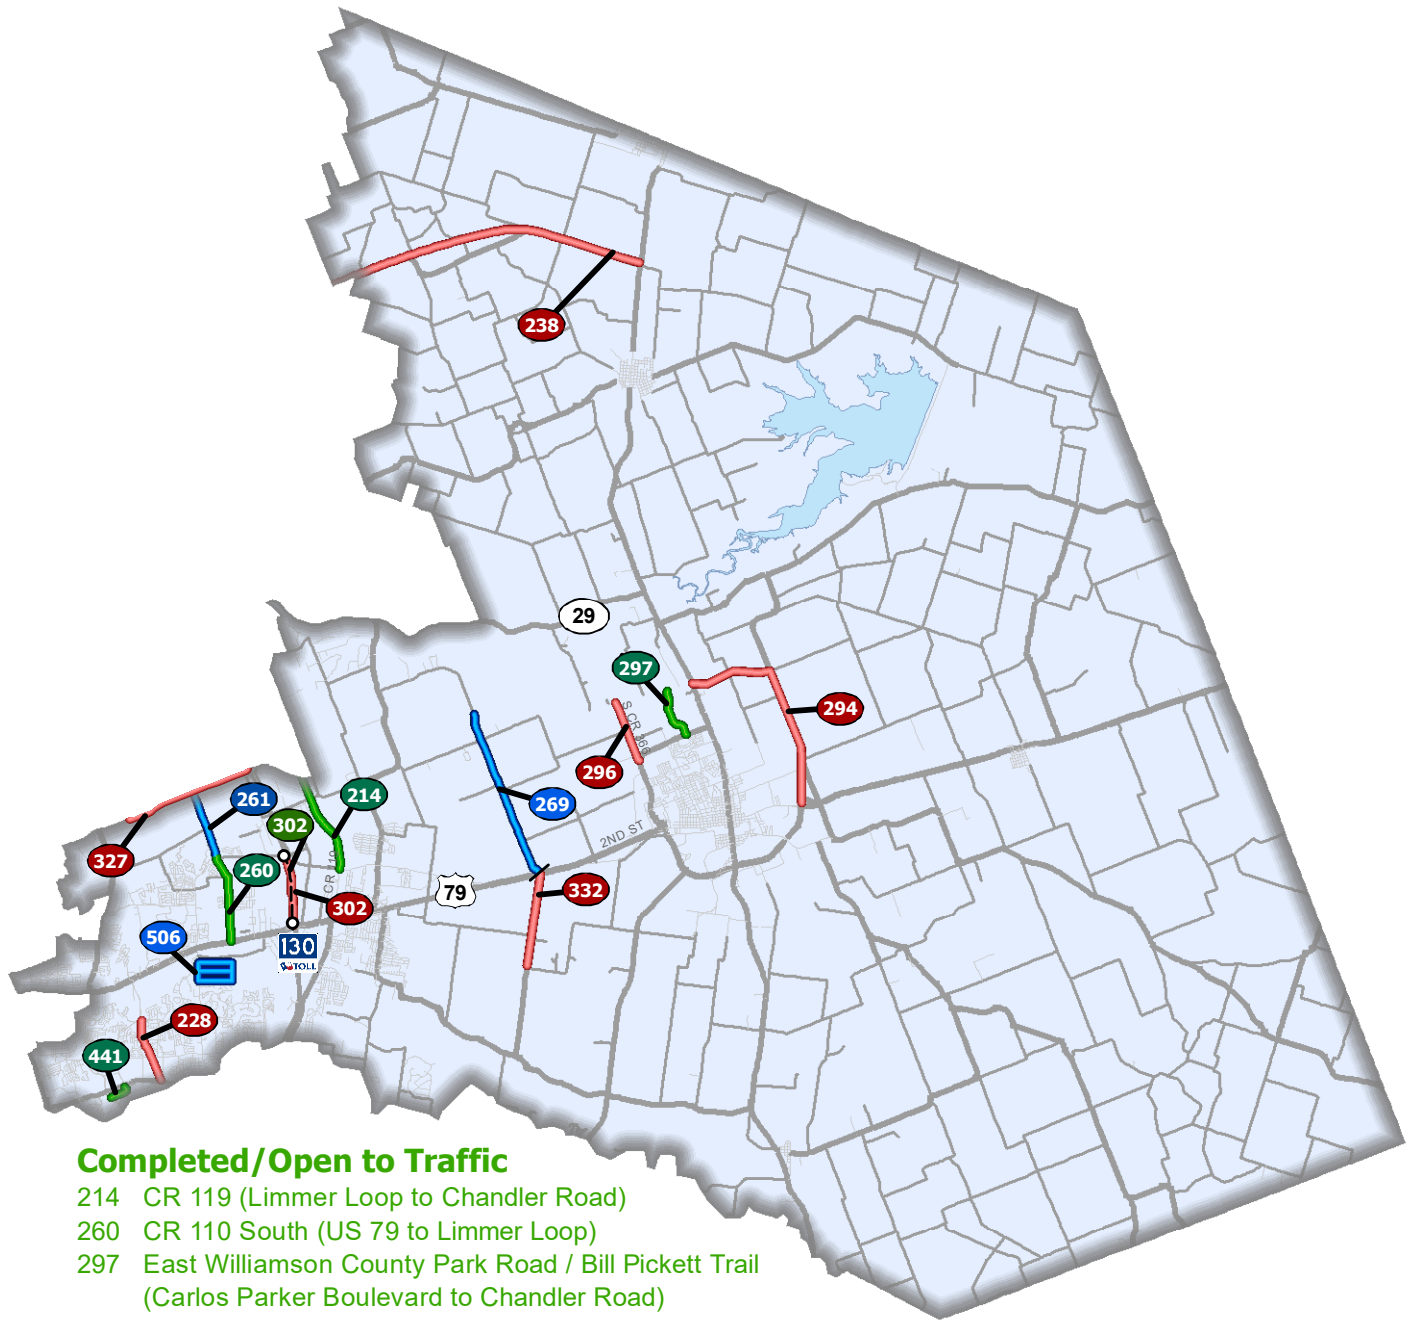 238
29
297
S CR 366
294
296
261
214
269
302
327
2ND ST
260
CR 110
79
332
302
506
130
TOLL
228
441
Completed/Open to Traffic
214 CR 119 (Limmer Loop to Chandler Road)
260 CR 110 South (US 79 to Limmer Loop)
297 East Williamson County Park Road / Bill Pickett Trail
(Carlos Parker Boulevard to Chandler Road)